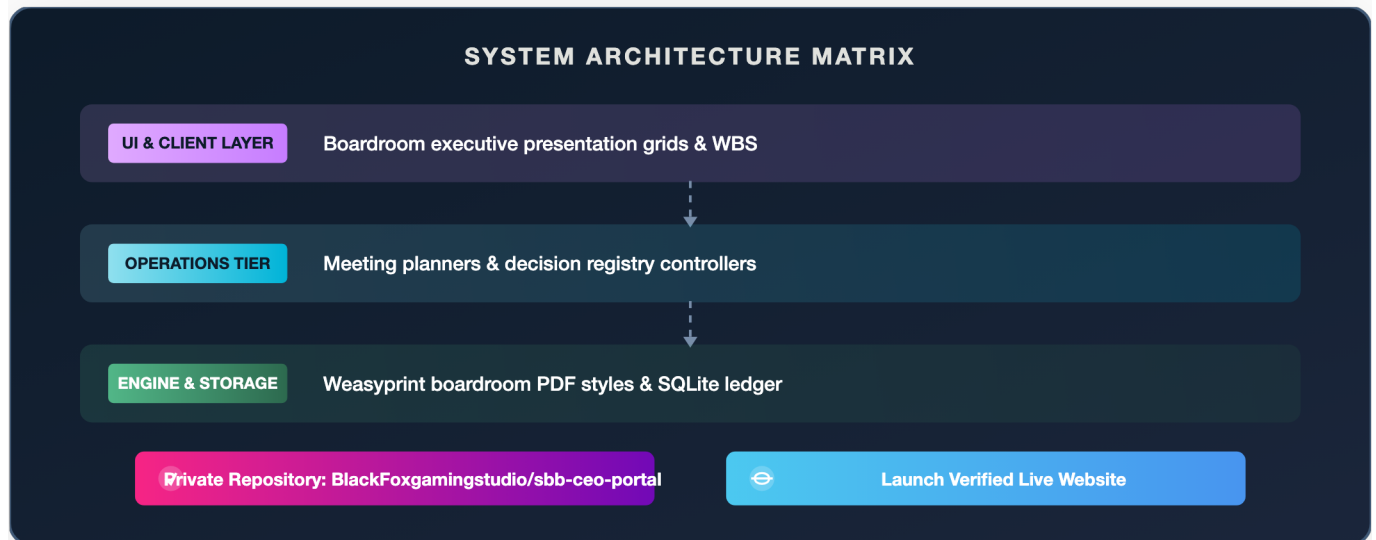 SYSTEM ARCHITECTURE MATRIX
UI & CLIENT LAYER
Boardroom executive presentation grids & WBS
OPERATIONS TIER
Meeting planners & decision registry controllers
ENGINE & STORAGE
Weasyprint boardroom PDF styles & SQLite ledger
Private Repository: BlackFoxgamingstudio/sbb-ceo-portal
Launch Verified Live Website